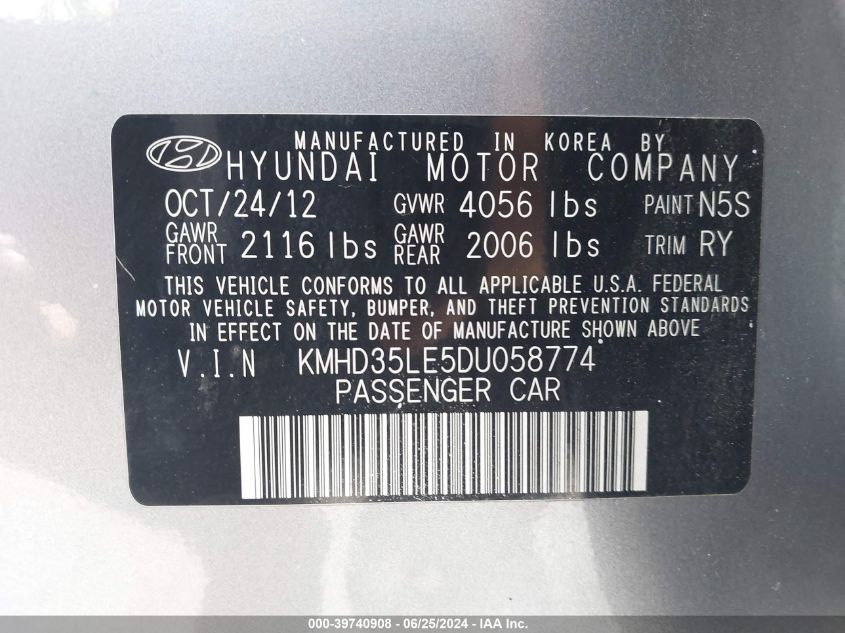 MANUFACTURED IN KOREA BY
HYUNDAI MOTOR COMPANY
OCT/24/12 GVWR 4056 lbs PAINT N5S
GAWR FRONT 2116 lbs GAWR REAR 2006 lbs TRIM RY
THIS VEHICLE CONFORMS TO ALL APPLICABLE U.S.A. FEDERAL
MOTOR VEHICLE SAFETY, BUMPER, AND THEFT PREVENTION STANDARDS
IN EFFECT ON THE DATE OF MANUFACTURE SHOWN ABOVE.
V.I.N KMHD35LE5DU058774
PASSENGER CAR
000-39740908 - 06/25/2024 - IAA Inc.